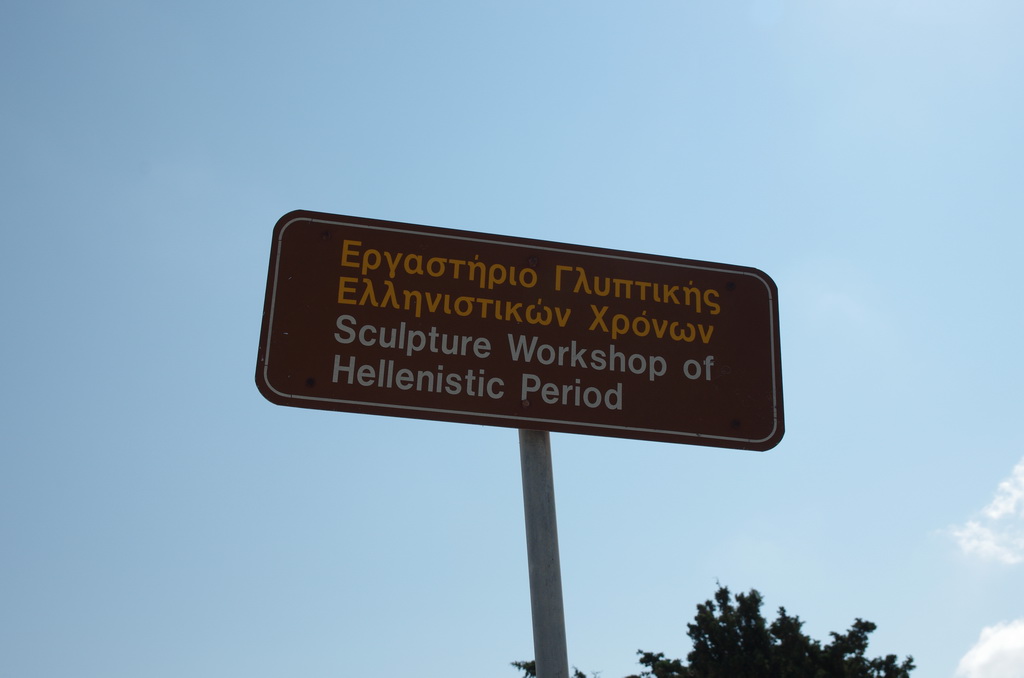 Εργαστήριο Γλυπτικής
Ελληνιστικών Χρόνων
Sculpture Workshop of
Hellenistic Period